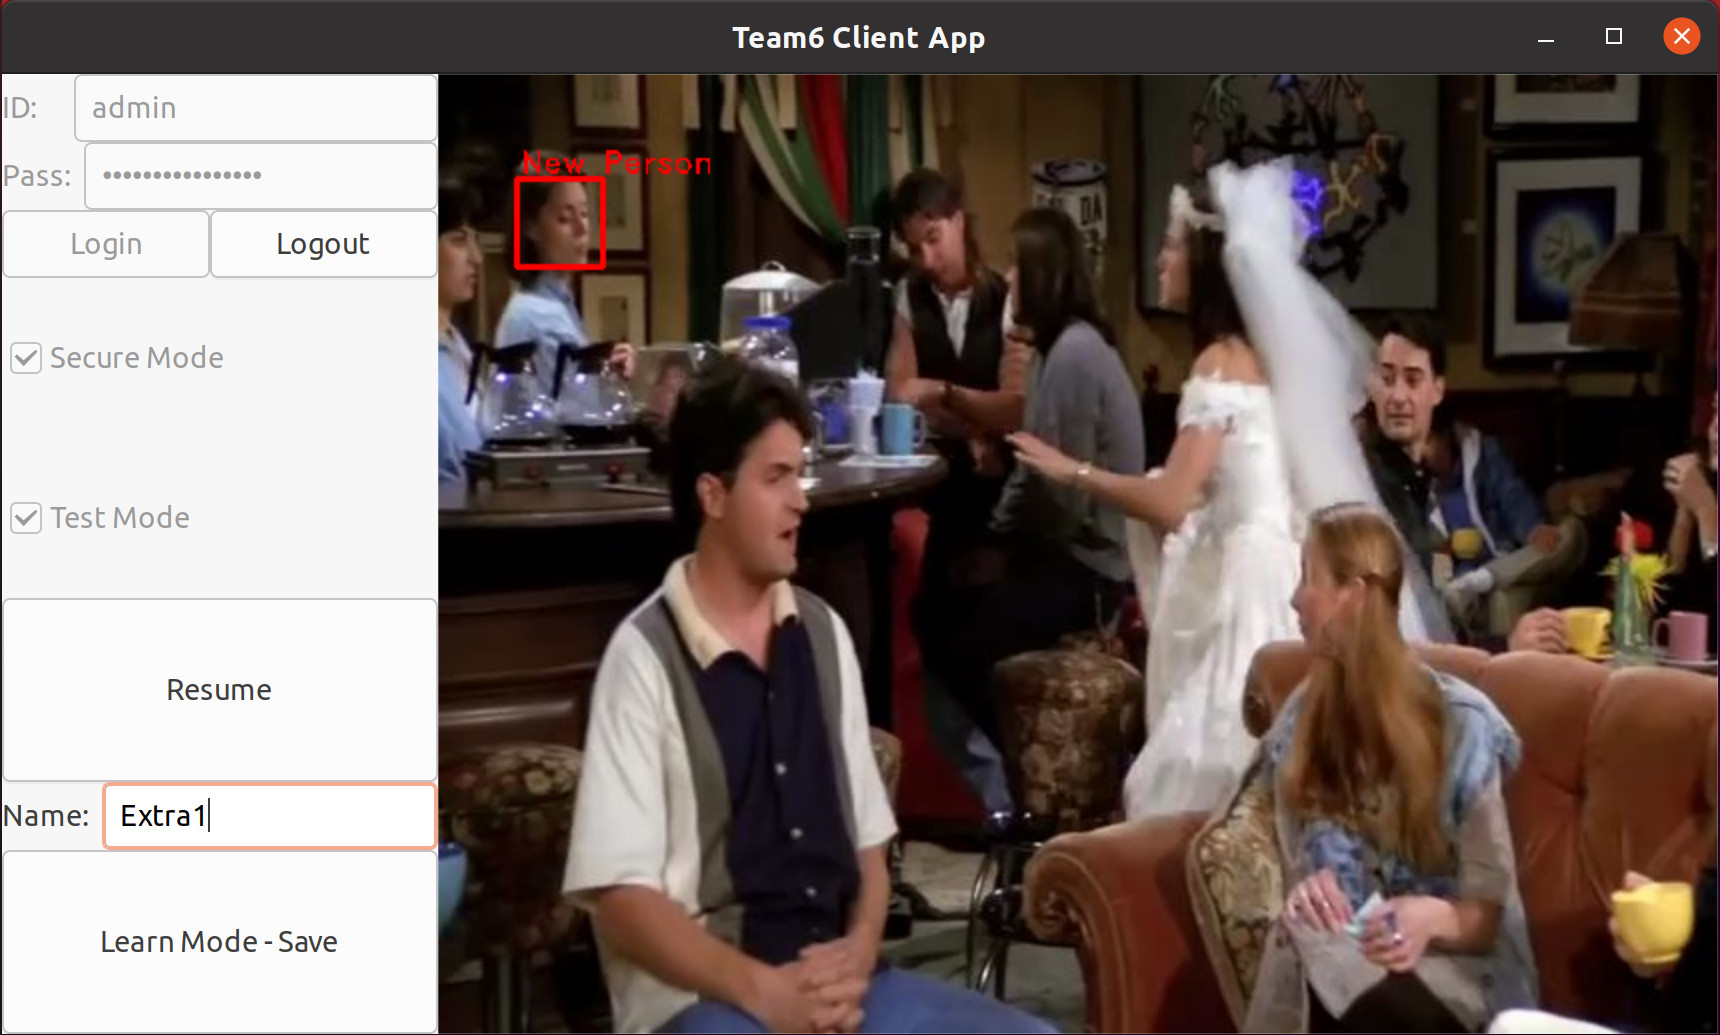 Team6 Client App
ID: admin
Pass: ••••••••••••••••
Login Logout
Secure Mode
Test Mode
Resume
Name: Extra1
Learn Mode - Save
New Person
DA